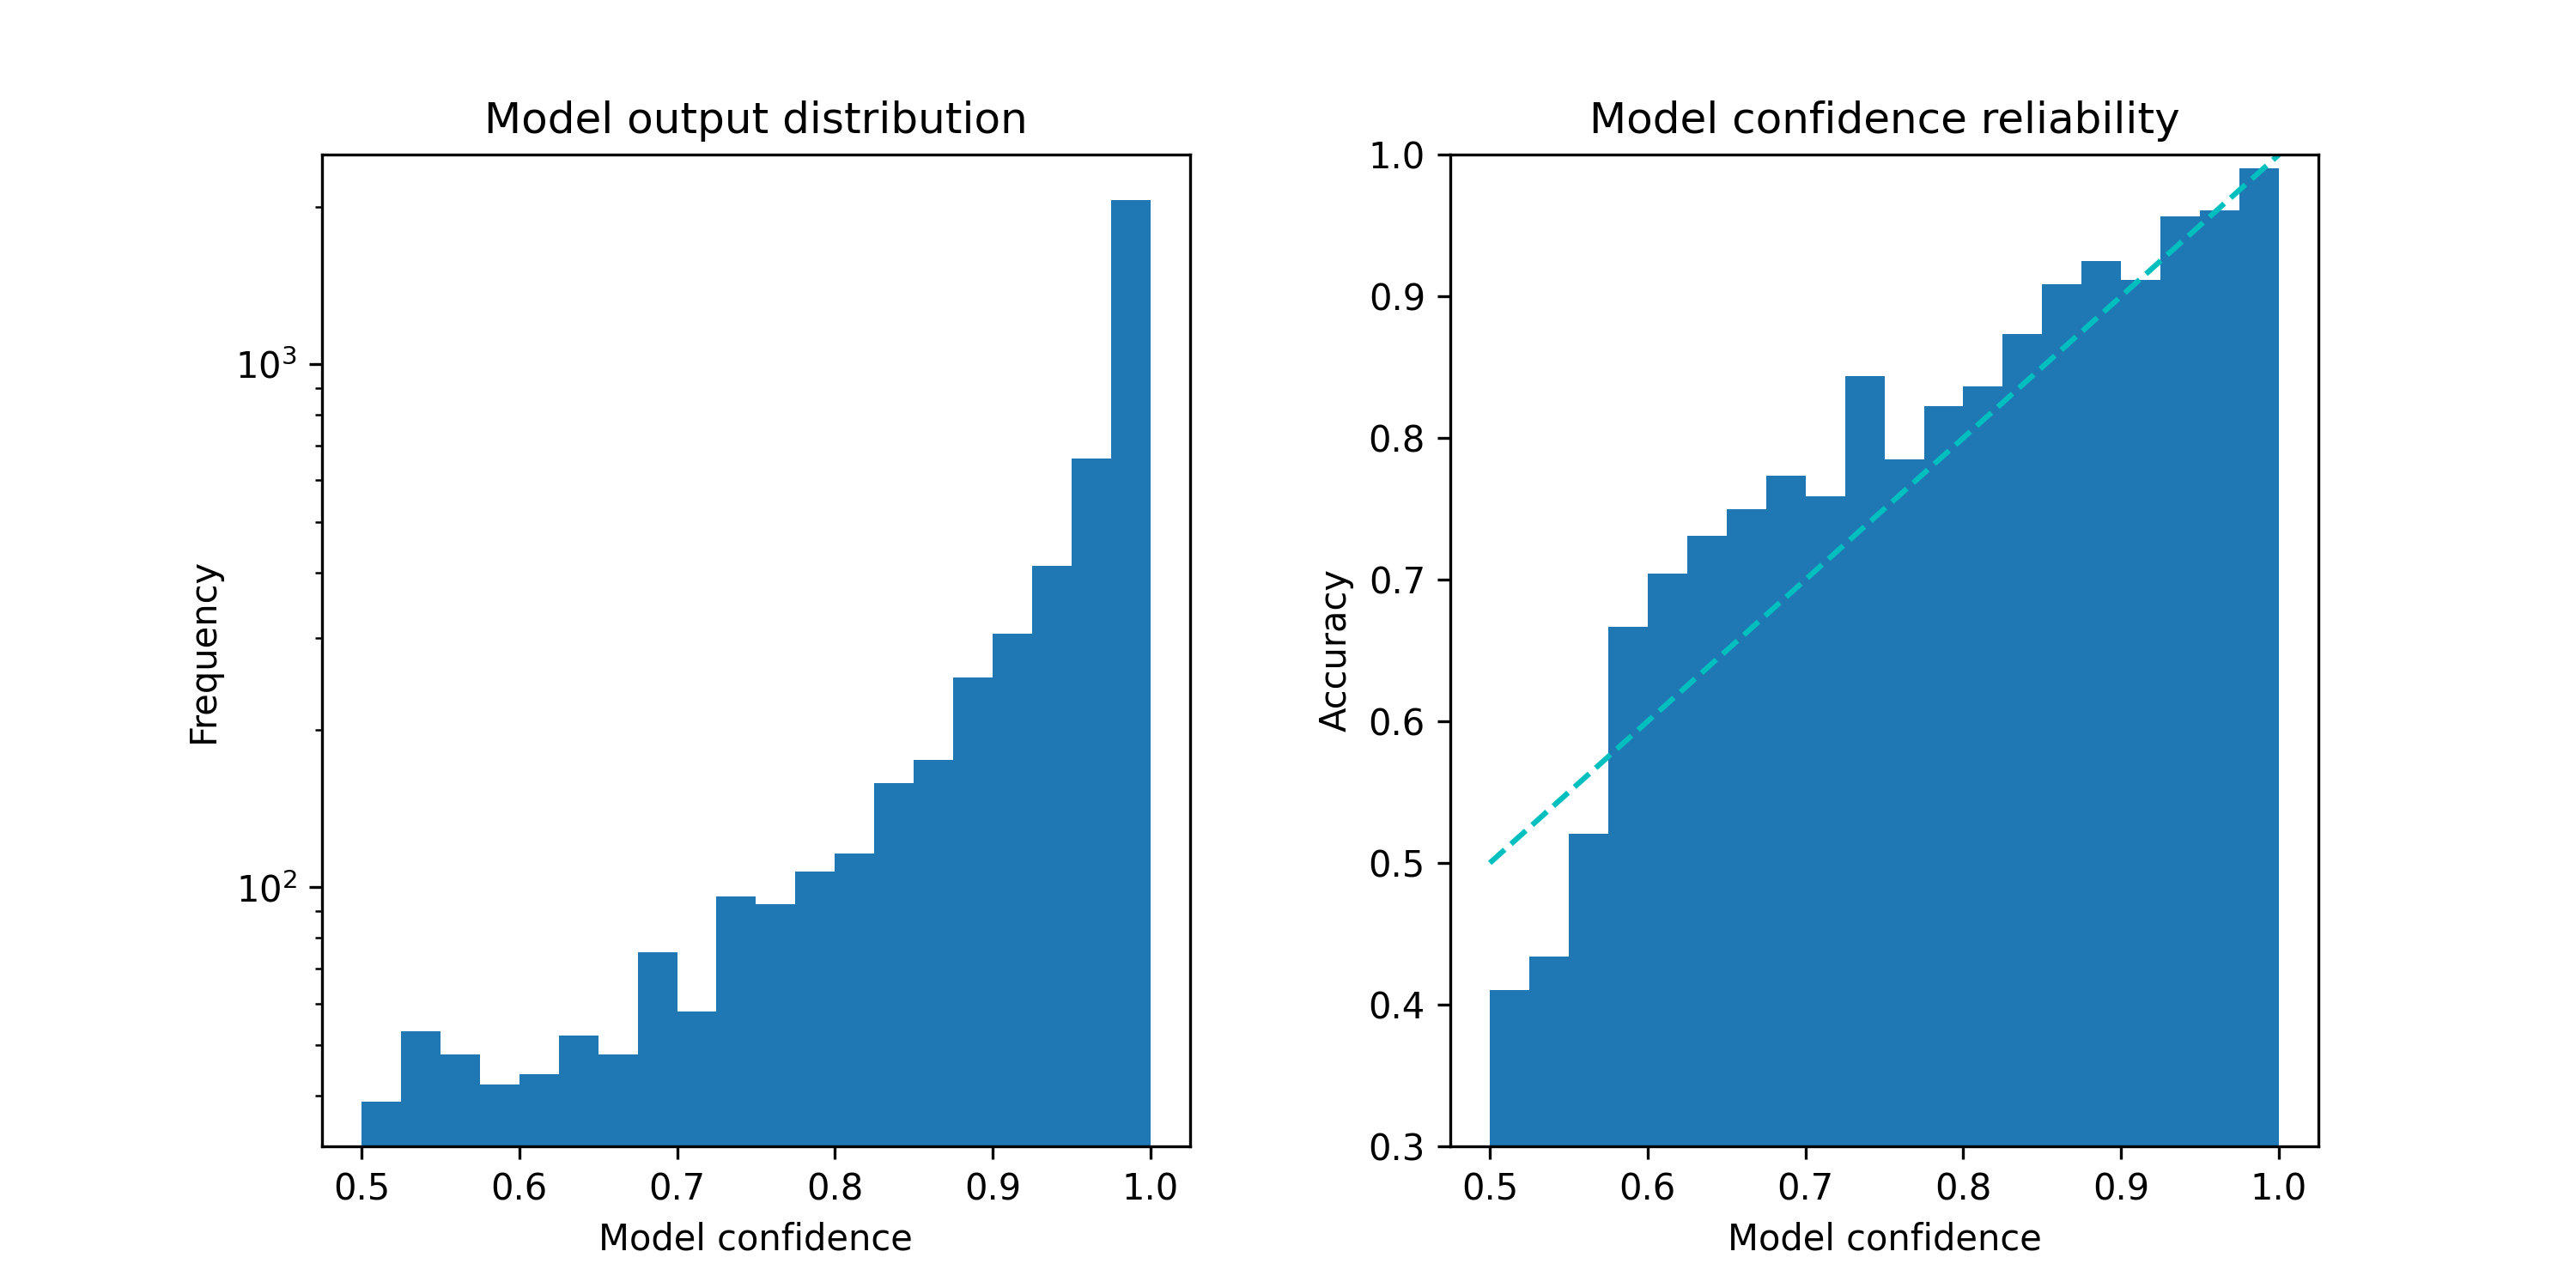 Model output distribution
Frequency
10³
10²
0.5 0.6 0.7 0.8 0.9 1.0
Model confidence
Model confidence reliability
Accuracy
1.0
0.9
0.8
0.7
0.6
0.5
0.4
0.3
0.5 0.6 0.7 0.8 0.9 1.0
Model confidence